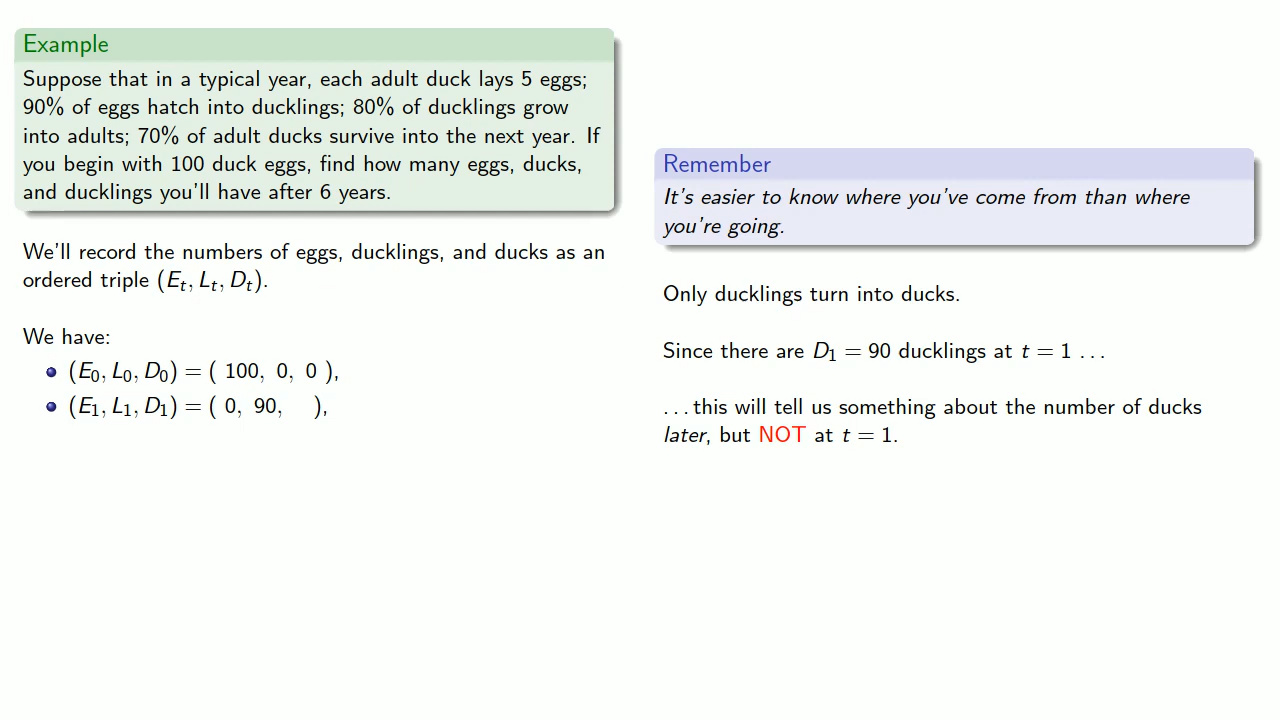 Example
Suppose that in a typical year, each adult duck lays 5 eggs;
90% of eggs hatch into ducklings; 80% of ducklings grow
into adults; 70% of adult ducks survive into the next year. If
you begin with 100 duck eggs, find how many eggs, ducks,
and ducklings you'll have after 6 years.
We'll record the numbers of eggs, ducklings, and ducks as an
ordered triple (E_t, L_t, D_t).
We have:
(E_0, L_0, D_0) = ( 100, 0, 0 ),
(E_1, L_1, D_1) = ( 0, 90, ),
Remember
It's easier to know where you've come from than where
you're going.
Only ducklings turn into ducks.
Since there are D_1 = 90 ducklings at t = 1 ...
...this will tell us something about the number of ducks
later, but NOT at t = 1.